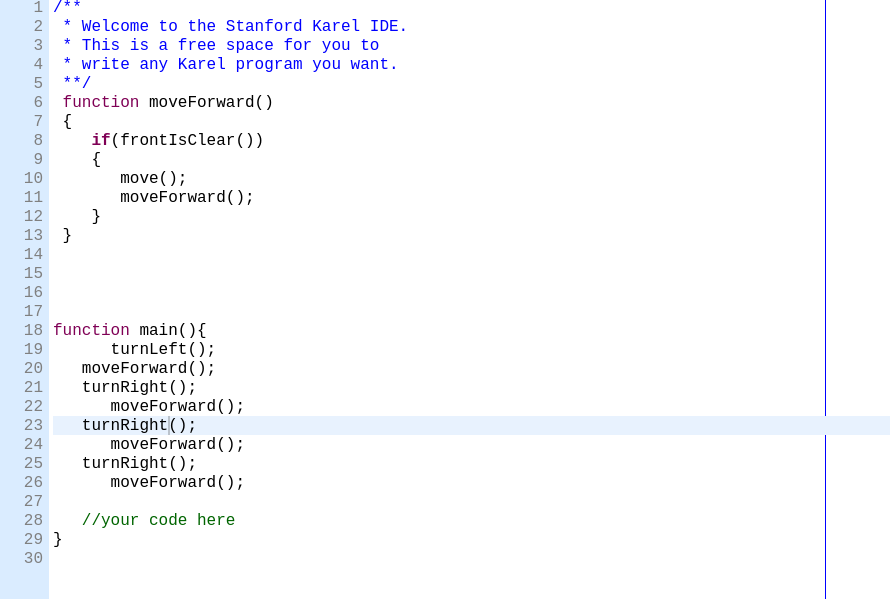 1 /**
2  * Welcome to the Stanford Karel IDE.
3  * This is a free space for you to
4  * write any Karel program you want.
5  **/
6  function moveForward()
7  {
8     if(frontIsClear())
9     {
10        move();
11        moveForward();
12     }
13  }
14
15
16
17
18 function main(){
19       turnLeft();
20    moveForward();
21    turnRight();
22       moveForward();
23    turnRight();
24       moveForward();
25    turnRight();
26       moveForward();
27
28    //your code here
29 }
30